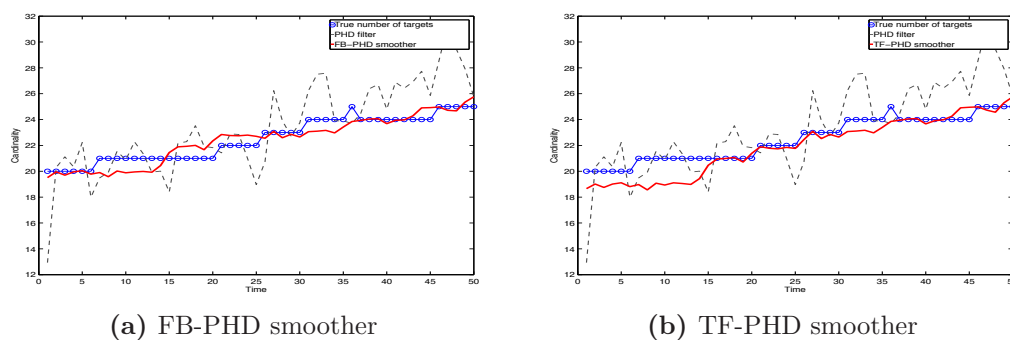 32
30
28
26
24
22
20
18
16
14
12
Cardinality
0 5 10 15 20 25 30 35 40 45 50
Time
True number of targets
PHD filter
FB-PHD smoother
(a) FB-PHD smoother
32
30
28
26
24
22
20
18
16
14
12
Cardinality
0 5 10 15 20 25 30 35 40 45 50
Time
True number of targets
PHD filter
TF-PHD smoother
(b) TF-PHD smoother